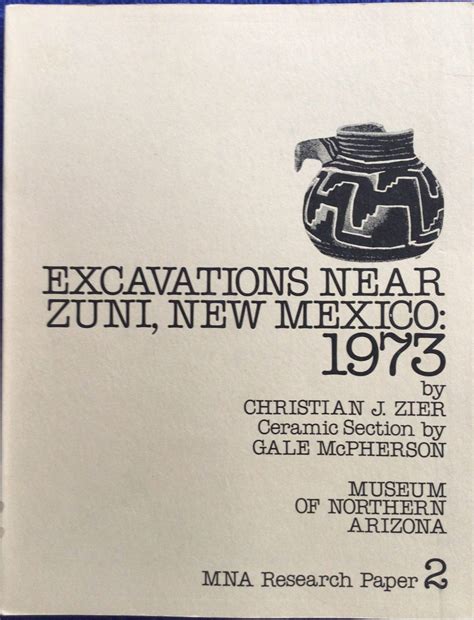 EXCAVATIONS NEAR
ZUNI, NEW MEXICO:
1973
by
CHRISTIAN J. ZIER
Ceramic Section by
GALE McPHERSON
MUSEUM
OF NORTHERN
ARIZONA
MNA Research Paper 2